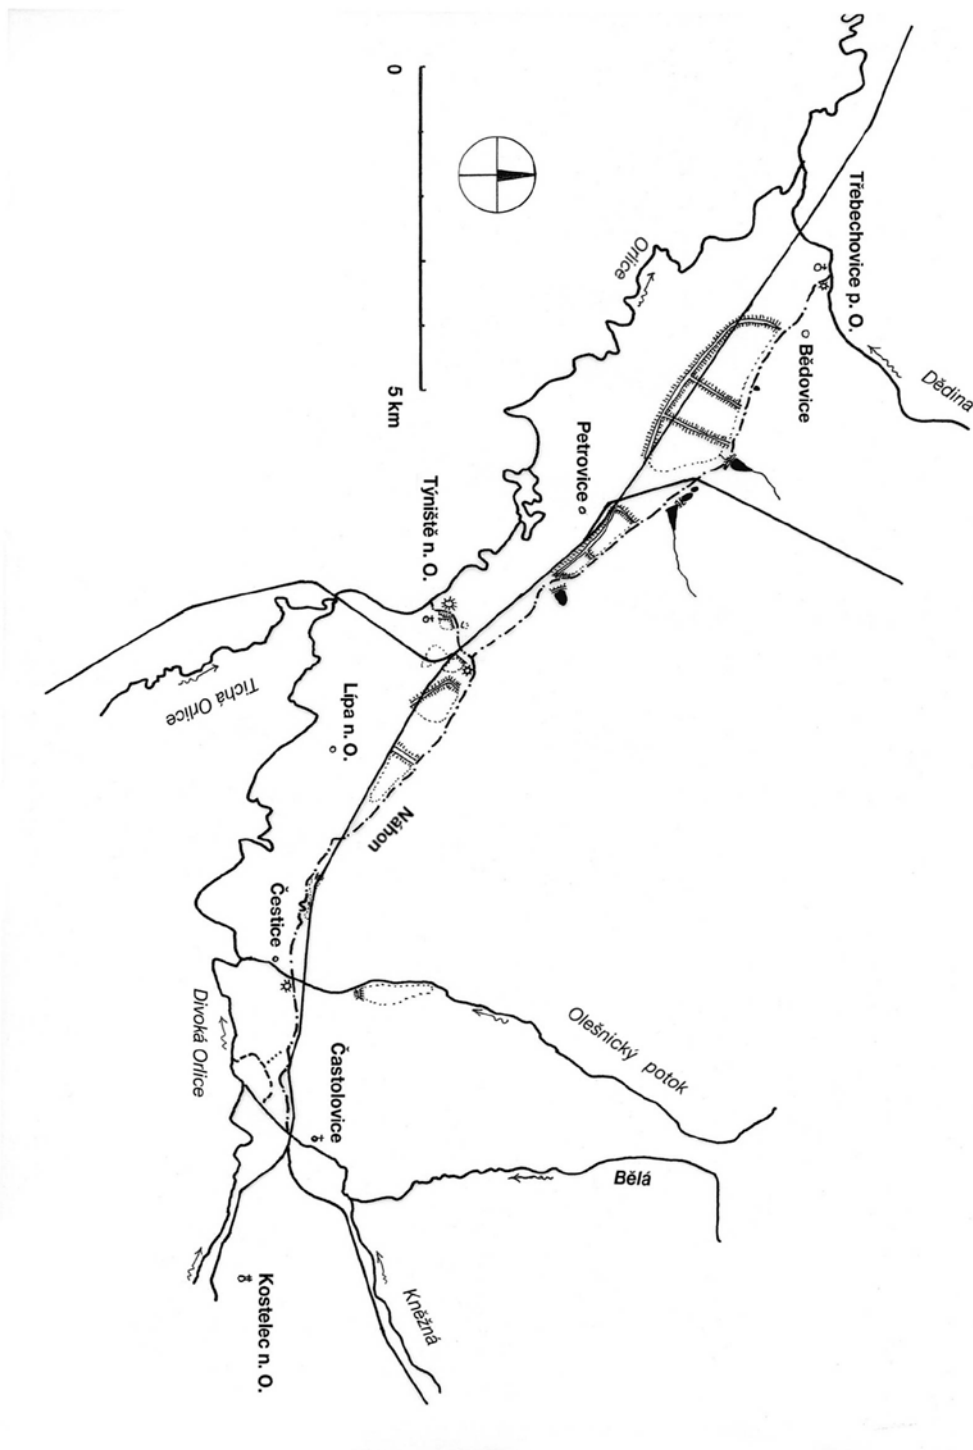 Třebechovice p. O.
Dědina
Bědovice
Orlice
0
5 km
Petrovice
Týniště n. O.
Tichá Orlice
Lípa n. O.
Náhon
Čestice
Olešnický potok
Divoká Orlice
Častolovice
Bělá
Kostelec n. O.
Kněžná